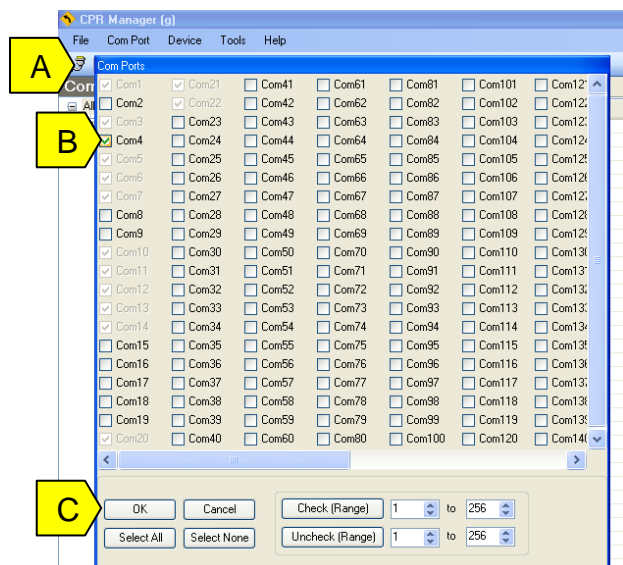 CPR Manager (g)
File Com Port Device Tools Help
A
Com Ports
Com1 Com21 Com41 Com61 Com81 Com101
Com2 Com22 Com42 Com62 Com82 Com102
Com3 Com23 Com43 Com63 Com83 Com103
B
Com4 Com24 Com44 Com64 Com84 Com104
Com5 Com25 Com45 Com65 Com85 Com105
Com6 Com26 Com46 Com66 Com86 Com106
Com7 Com27 Com47 Com67 Com87 Com107
Com8 Com28 Com48 Com68 Com88 Com108
Com9 Com29 Com49 Com69 Com89 Com109
Com10 Com30 Com50 Com70 Com90 Com110
Com11 Com31 Com51 Com71 Com91 Com111
Com12 Com32 Com52 Com72 Com92 Com112
Com13 Com33 Com53 Com73 Com93 Com113
Com14 Com34 Com54 Com74 Com94 Com114
Com15 Com35 Com55 Com75 Com95 Com115
Com16 Com36 Com56 Com76 Com96 Com116
Com17 Com37 Com57 Com77 Com97 Com117
Com18 Com38 Com58 Com78 Com98 Com118
Com19 Com39 Com59 Com79 Com99 Com119
Com20 Com40 Com60 Com80 Com100 Com120
C
OK Cancel Check (Range) 1 to 256
Select All Select None Uncheck (Range) 1 to 256